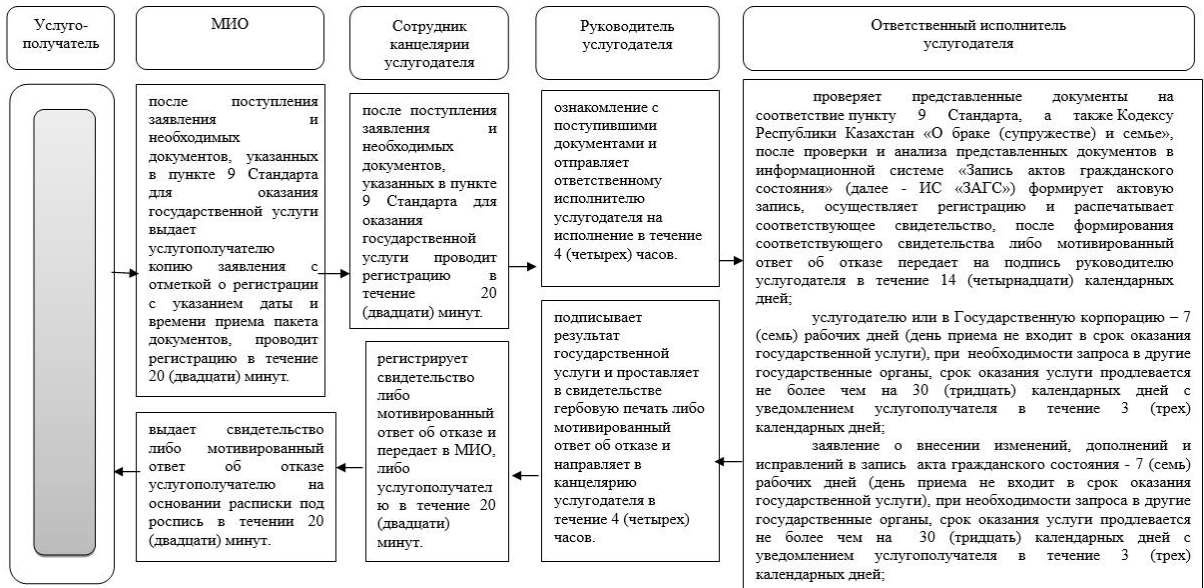 Услуго-
получатель
МИО
Сотрудник
канцелярии
услугодателя
Руководитель
услугодателя
Ответственный исполнитель
услугодателя
после поступления
заявления и
необходимых
документов, указанных
в пункте 9 Стандарта
для оказания
государственной услуги
выдает
услугополучателю
копию заявления с
отметкой о регистрации
с указанием даты и
времени приема пакета
документов, проводит
регистрацию в течение
20 (двадцати) минут.
после поступления
заявления и
необходимых
документов,
указанных в пункте
9 Стандарта для
оказания
государственной
услуги проводит
регистрацию в
течение 20
(двадцати) минут.
ознакомление с
поступившими
документами и
отправляет
ответственному
исполнителю
услугодателя на
исполнение в течение
4 (четырех) часов.
проверяет представленные документы на
соответствие пункту 9 Стандарта, а также Кодексу
Республики Казахстан «О браке (супружестве) и семье»,
после проверки и анализа представленных документов в
информационной системе «Запись актов гражданского
состояния» (далее - ИС «ЗАГС») формирует актовую
запись, осуществляет регистрацию и распечатывает
соответствующее свидетельство, после формирования
соответствующего свидетельства либо мотивированный
ответ об отказе передает на подпись руководителю
услугодателя в течение 14 (четырнадцати) календарных
дней;
услугодателю или в Государственную корпорацию – 7
(семь) рабочих дней (день приема не входит в срок оказания
государственной услуги), при необходимости запроса в другие
государственные органы, срок оказания услуги продлевается
не более чем на 30 (тридцать) календарных дней с
уведомлением услугополучателя в течение 3 (трех)
календарных дней;
заявление о внесении изменений, дополнений и
исправлений в запись акта гражданского состояния - 7 (семь)
рабочих дней (день приема не входит в срок оказания
государственной услуги), при необходимости запроса в другие
государственные органы, срок оказания услуги продлевается
не более чем на 30 (тридцать) календарных дней с
уведомлением услугополучателя в течение 3 (трех)
календарных дней;
подписывает
результат
государственной
услуги и проставляет
в свидетельстве
гербовую печать либо
мотивированный
ответ об отказе и
направляет в
канцелярию
услугодателя в
течение 4 (четырех)
часов.
регистрирует
свидетельство
либо
мотивированный
ответ об отказе и
передает в МИО,
либо
услугополучател
ю в течение 20
(двадцати)
минут.
выдает свидетельство
либо мотивированный
ответ об отказе
услугополучателю на
основании расписки под
роспись в течении 20
(двадцати) минут.